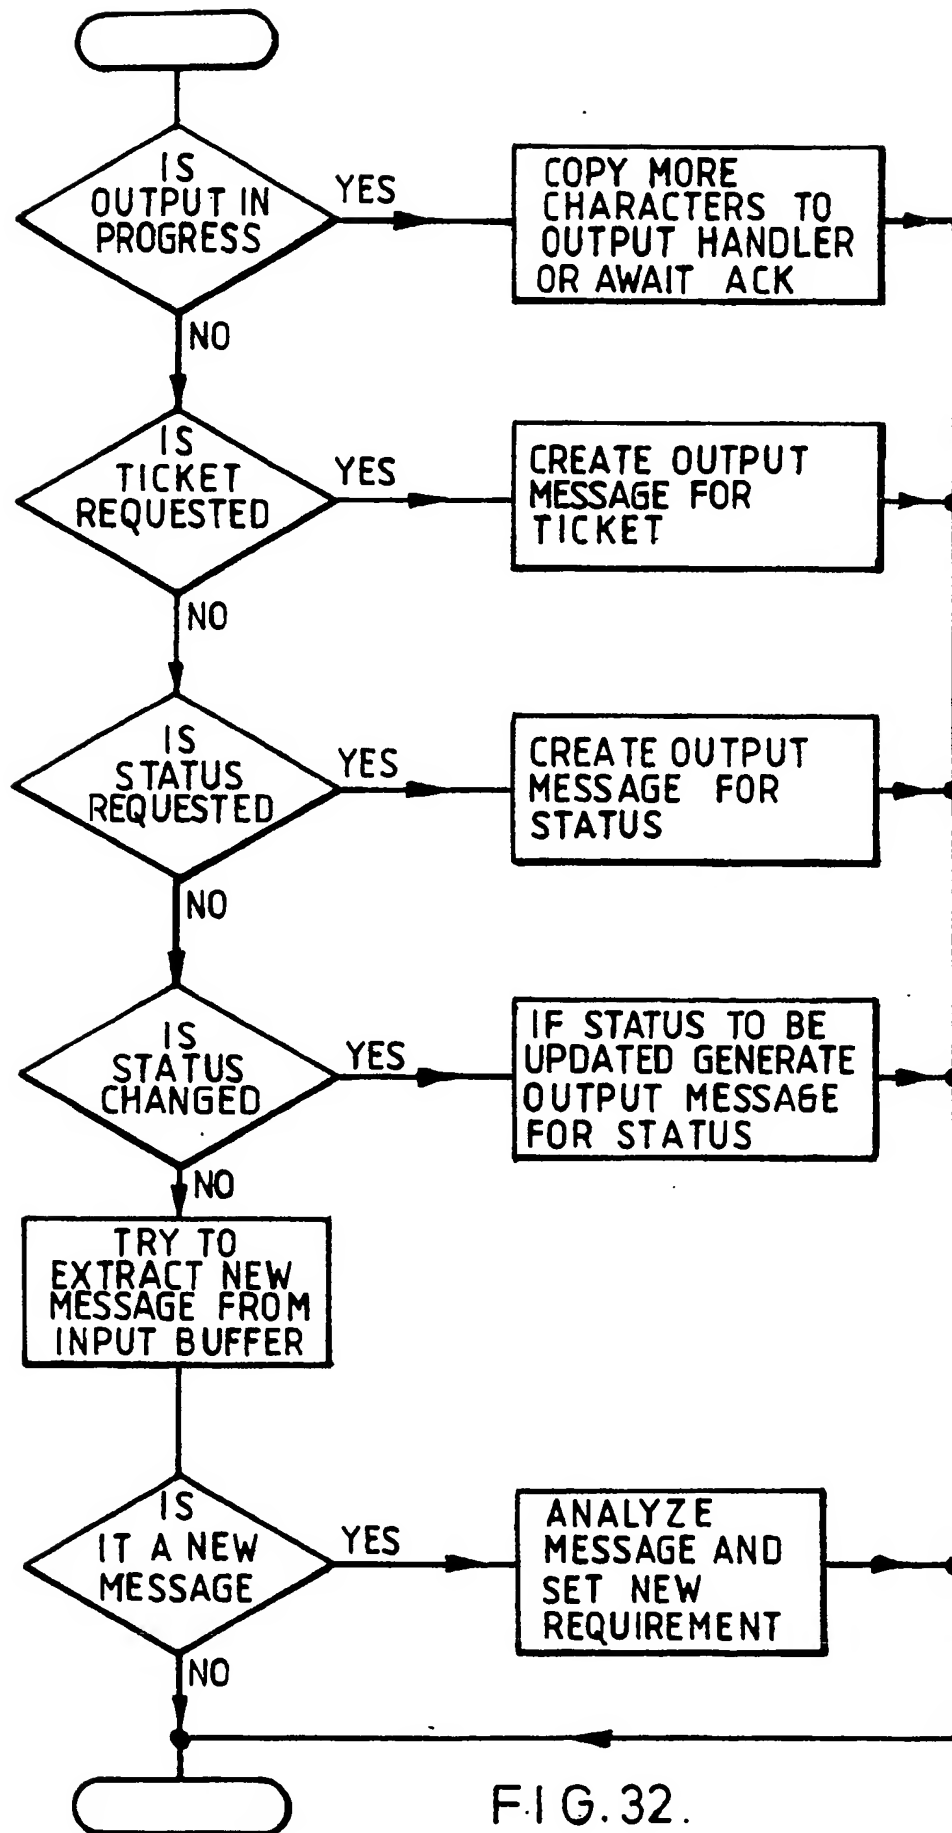 IS
OUTPUT IN
PROGRESS
YES
COPY MORE
CHARACTERS TO
OUTPUT HANDLER
OR AWAIT ACK
NO
IS
TICKET
REQUESTED
YES
CREATE OUTPUT
MESSAGE FOR
TICKET
NO
IS
STATUS
REQUESTED
YES
CREATE OUTPUT
MESSAGE FOR
STATUS
NO
IS
STATUS
CHANGED
YES
IF STATUS TO BE
UPDATED GENERATE
OUTPUT MESSAGE
FOR STATUS
NO
TRY TO
EXTRACT NEW
MESSAGE FROM
INPUT BUFFER
IS
IT A NEW
MESSAGE
YES
ANALYZE
MESSAGE AND
SET NEW
REQUIREMENT
NO
FIG. 32.